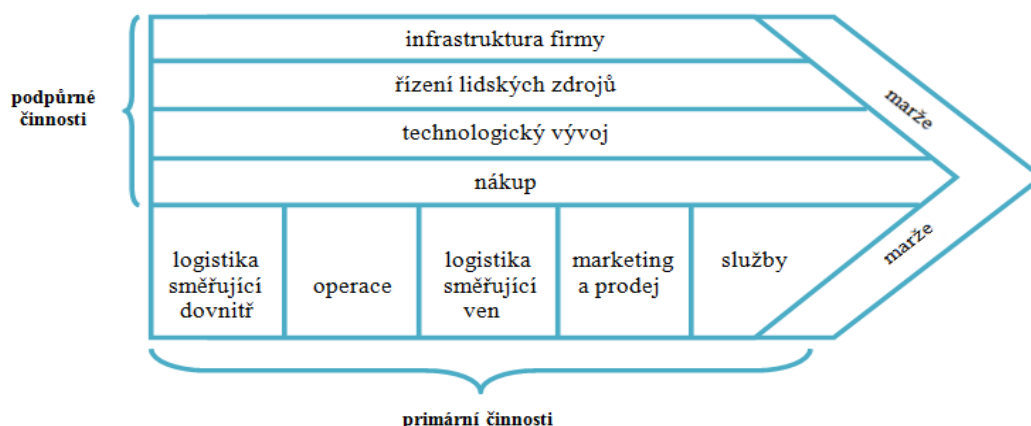 infrastruktura firmy
řízení lidských zdrojů
technologický vývoj
nákup
podpůrné
činnosti
marže
marže
logistika
směřující
dovnitř
operace
logistika
směřující
ven
marketing
a prodej
služby
primární činnosti